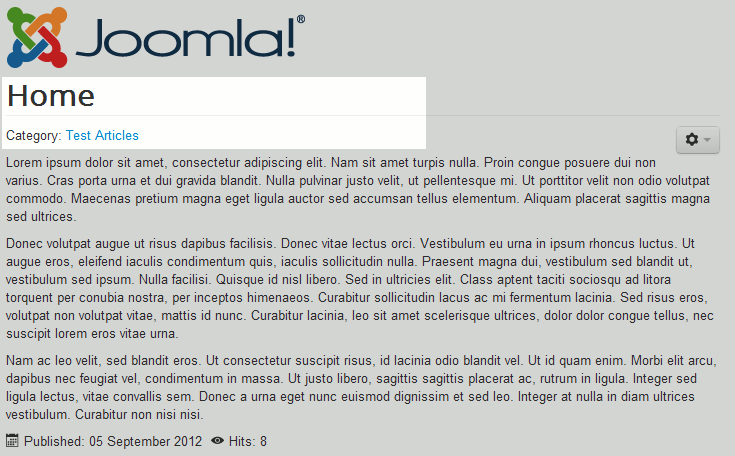 Joomla!®
Home
Category: Test Articles
Lorem ipsum dolor sit amet, consectetur adipiscing elit. Nam sit amet turpis nulla. Proin congue posuere dui non
varius. Cras porta urna et dui gravida blandit. Nulla pulvinar justo velit, ut pellentesque mi. Ut porttitor velit non odio volutpat
commodo. Maecenas pretium magna eget ligula auctor sed accumsan tellus elementum. Aliquam placerat sagittis magna
sed ultrices.
Donec volutpat augue ut risus dapibus facilisis. Donec vitae lectus orci. Vestibulum eu urna in ipsum rhoncus luctus. Ut
augue eros, eleifend iaculis condimentum quis, iaculis sollicitudin nulla. Praesent magna dui, vestibulum sed blandit ut,
vestibulum sed ipsum. Nulla facilisi. Quisque id nisl libero. Sed in ultricies elit. Class aptent taciti sociosqu ad litora
torquent per conubia nostra, per inceptos himenaeos. Curabitur sollicitudin lacus ac mi fermentum lacinia. Sed risus eros,
volutpat non volutpat vitae, mattis id nunc. Curabitur lacinia, leo sit amet scelerisque ultrices, dolor dolor congue tellus, nec
suscipit lorem eros vitae urna.
Nam ac leo velit, sed blandit eros. Ut consectetur suscipit risus, id lacinia odio blandit vel. Ut id quam enim. Morbi elit arcu,
dapibus nec feugiat vel, condimentum in massa. Ut justo libero, sagittis sagittis placerat ac, rutrum in ligula. Integer sed
ligula lectus, vitae convallis sem. Donec a urna eget nunc euismod dignissim et sed leo. Integer at nulla in diam ultrices
vestibulum. Curabitur non nisi nisi.
Published: 05 September 2012 Hits: 8